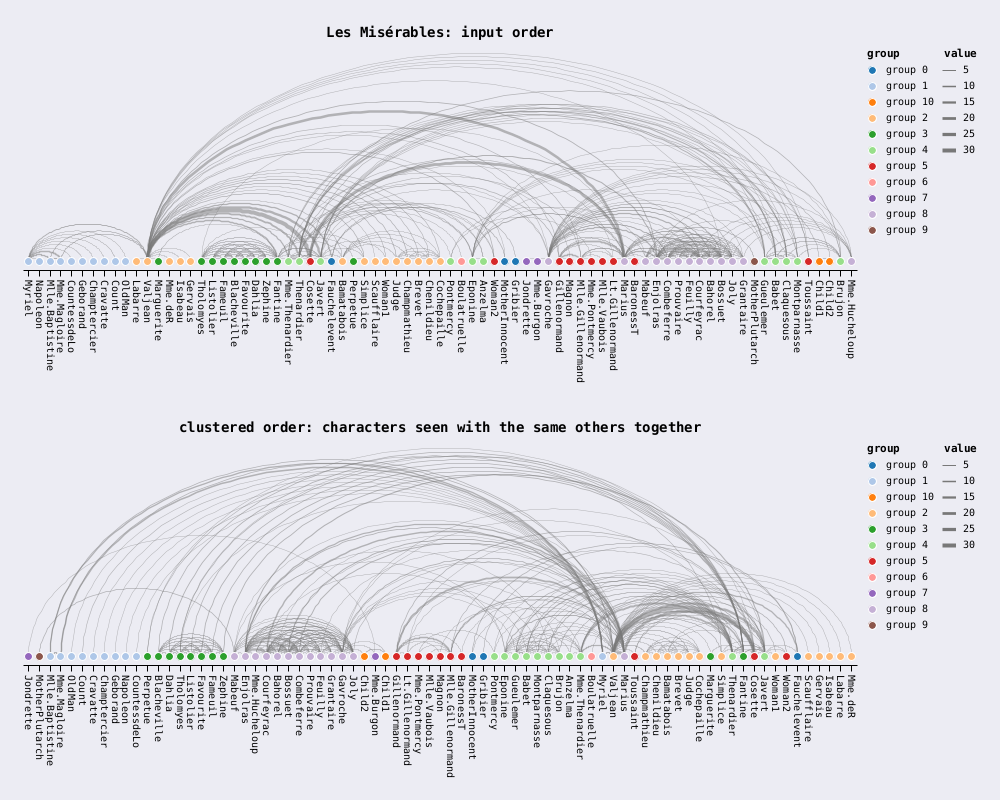 Les Misérables: input order
group
value
group 0
5
group 1
10
group 10
15
group 2
20
group 3
25
group 4
30
group 5
group 6
group 7
group 8
group 9
Myriel
Napoleon
Mlle.Baptistine
Mme.Magloire
CountessdeLo
Geborand
Champtercier
Cravatte
Count
OldMan
Labarre
Valjean
Marguerite
Mme.deR
Isabeau
Gervais
Tholomyes
Listolier
Fameuil
Blacheville
Favourite
Dahlia
Zephine
Fantine
Mme.Thenardier
Thenardier
Cosette
Javert
Fauchelevent
Bamatabois
Perpetue
Simplice
Scaufflaire
Woman1
Judge
Champmathieu
Brevet
Chenildieu
Cochepaille
Pontmercy
Boulatruelle
Eponine
Anzelma
Woman2
MotherInnocent
Gribier
Jondrette
Mme.Burgon
Gavroche
Gillenormand
Magnon
Mlle.Gillenormand
Mme.Pontmercy
Mlle.Vaubois
Lt.Gillenormand
Marius
BaronessT
Mabeuf
Enjolras
Combeferre
Prouvaire
Feuilly
Courfeyrac
Bahorel
Bossuet
Joly
Grantaire
MotherPlutarch
Gueulemer
Babet
Claquesous
Montparnasse
Toussaint
Child1
Child2
Brujon
Mme.Hucheloup
clustered order: characters seen with the same others together
group
value
group 0
5
group 1
10
group 10
15
group 2
20
group 3
25
group 4
30
group 5
group 6
group 7
group 8
group 9
Jondrette
MotherPlutarch
Mlle.Baptistine
Mme.Magloire
OldMan
Count
Cravatte
Champtercier
Geborand
Napoleon
CountessdeLo
Perpetue
Blacheville
Dahlia
Tholomyes
Listolier
Favourite
Fameuil
Zephine
Mabeuf
Enjolras
Mme.Hucheloup
Courfeyrac
Bahorel
Bossuet
Combeferre
Prouvaire
Feuilly
Grantaire
Gavroche
Joly
Child2
Mme.Burgon
Child1
Gillenormand
Lt.Gillenormand
Mme.Pontmercy
Mlle.Vaubois
Magnon
Mlle.Gillenormand
BaronessT
MotherInnocent
Gribier
Pontmercy
Eponine
Gueulemer
Babet
Montparnasse
Claquesous
Brujon
Anzelma
Mme.Thenardier
Boulatruelle
Myriel
Valjean
Marius
Toussaint
Champmathieu
Chenildieu
Bamatabois
Brevet
Judge
Cochepaille
Marguerite
Simplice
Thenardier
Fantine
Cosette
Javert
Woman1
Woman2
Fauchelevent
Scaufflaire
Gervais
Isabeau
Labarre
Mme.deR